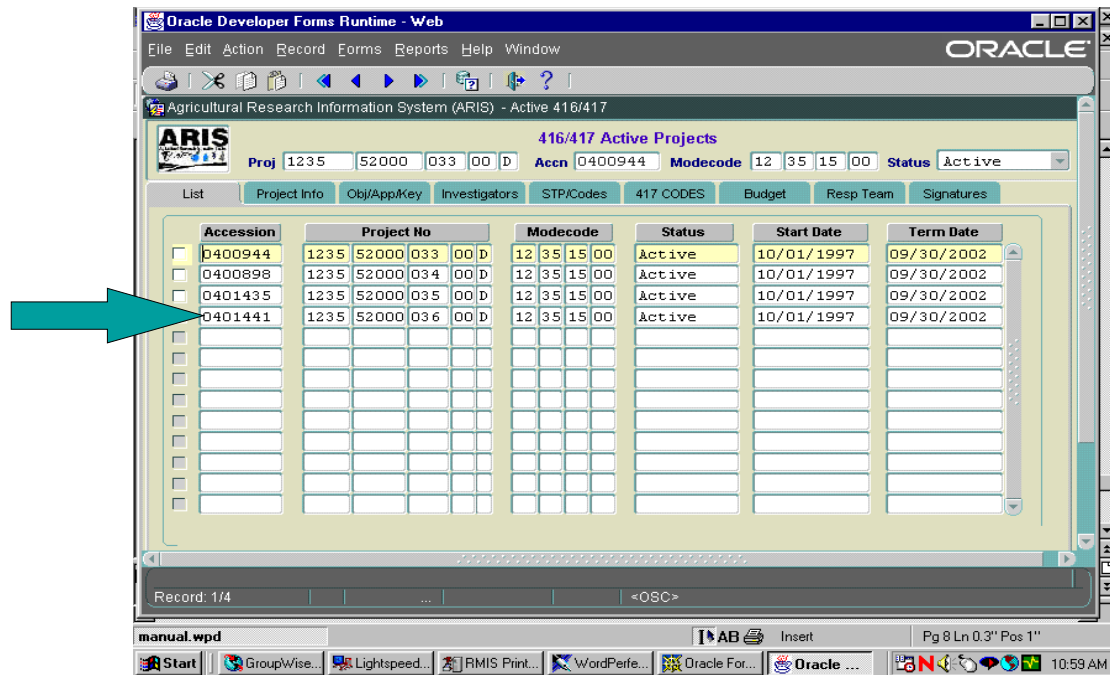 Oracle Developer Forms Runtime - Web
File Edit Action Record Forms Reports Help Window
ORACLE
Agricultural Research Information System (ARIS) - Active 416/417
ARIS
416/417 Active Projects
Proj 1235 52000 033 00 D Accn 0400944 Modecode 12 35 15 00 Status Active
List Project Info Obj/App/Key Investigators STP/Codes 417 CODES Budget Resp Team Signatures
Accession Project No Modecode Status Start Date Term Date
0400944 1235 52000 033 00 D 12 35 15 00 Active 10/01/1997 09/30/2002
0400898 1235 52000 034 00 D 12 35 15 00 Active 10/01/1997 09/30/2002
0401435 1235 52000 035 00 D 12 35 15 00 Active 10/01/1997 09/30/2002
0401441 1235 52000 036 00 D 12 35 15 00 Active 10/01/1997 09/30/2002
Record: 1/4 ... <OSC>
manual.wpd AB Insert Pg 8 Ln 0.3" Pos 1"
Start GroupWise... Lightspeed... RMIS Print... WordPerfe... Oracle For... Oracle ... N 10:59 AM